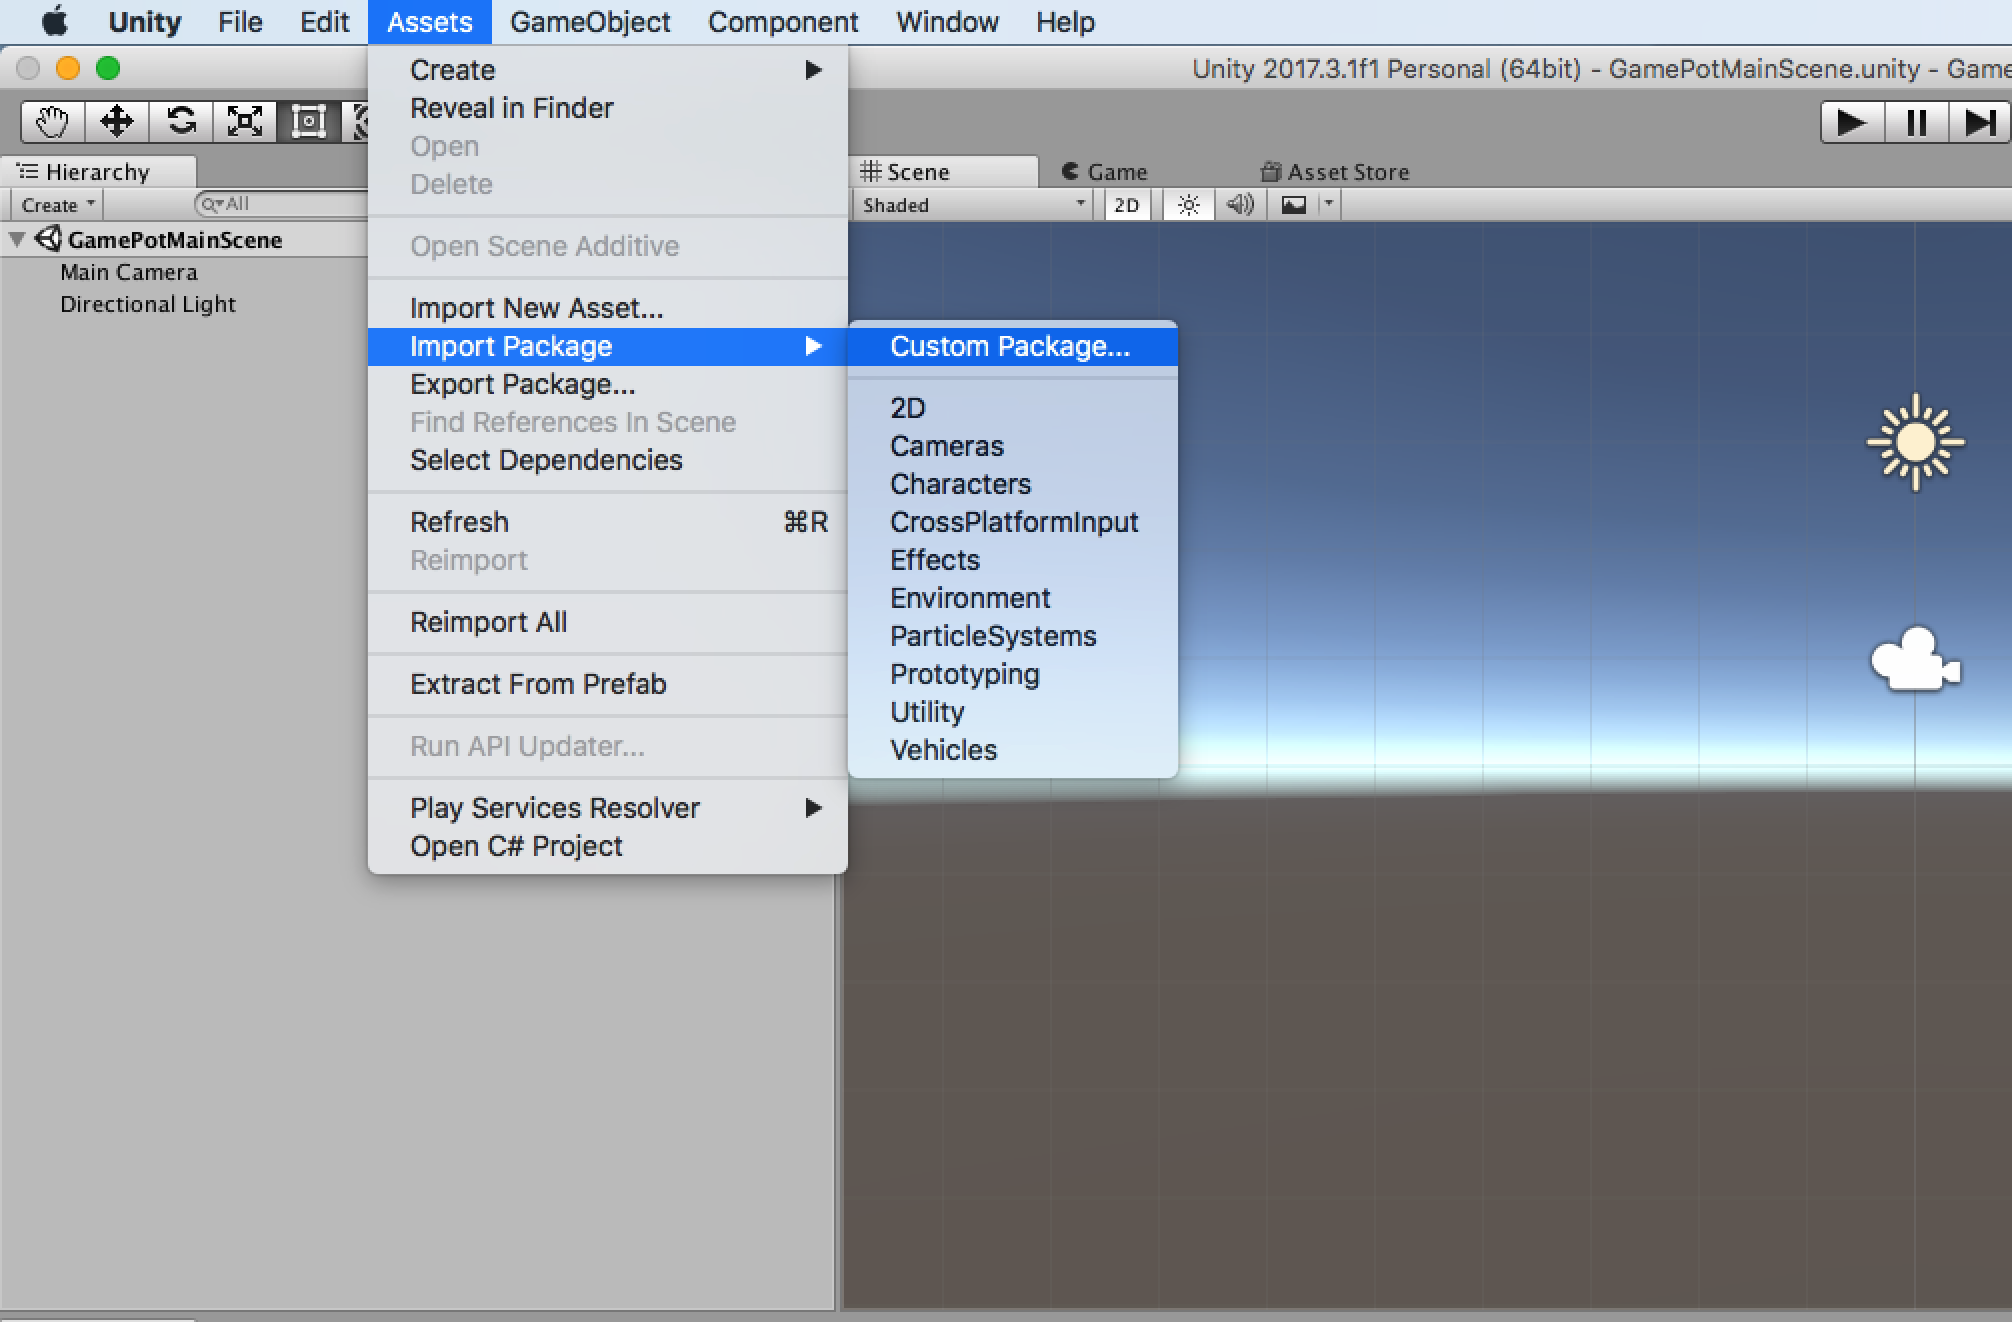 Unity File Edit Assets GameObject Component Window Help
Unity 2017.3.1f1 Personal (64bit) - GamePotMainScene.unity - Game
Hierarchy
Create
All
GamePotMainScene
Main Camera
Directional Light
Create
Reveal in Finder
Open
Delete
Open Scene Additive
Import New Asset...
Import Package
Export Package...
Find References In Scene
Select Dependencies
Refresh ⌘R
Reimport
Reimport All
Extract From Prefab
Run API Updater...
Play Services Resolver
Open C# Project
Custom Package...
2D
Cameras
Characters
CrossPlatformInput
Effects
Environment
ParticleSystems
Prototyping
Utility
Vehicles
Scene Game Asset Store
Shaded 2D